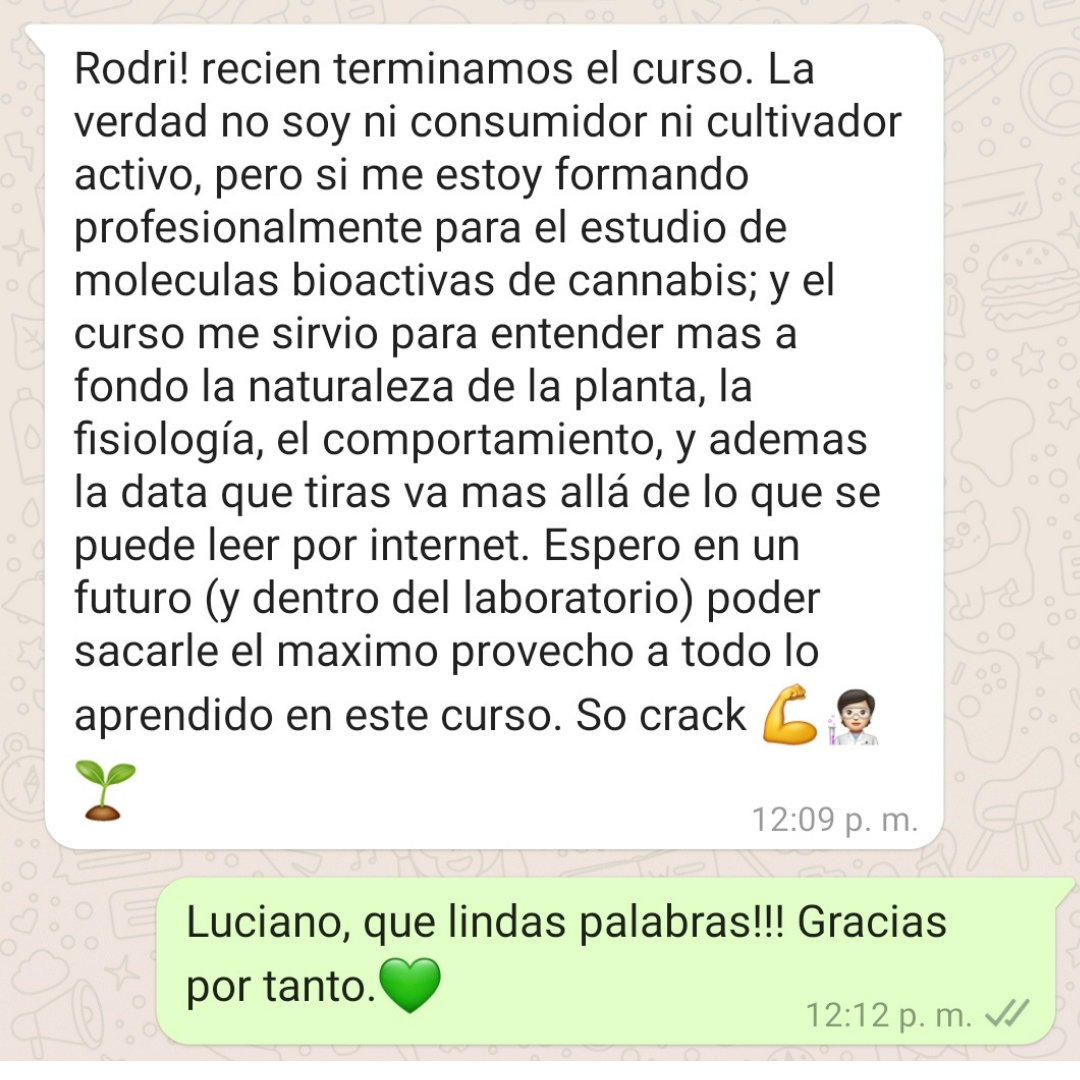 Rodri! recien terminamos el curso. La
verdad no soy ni consumidor ni cultivador
activo, pero si me estoy formando
profesionalmente para el estudio de
moleculas bioactivas de cannabis; y el
curso me sirvio para entender mas a
fondo la naturaleza de la planta, la
fisiología, el comportamiento, y ademas
la data que tiras va mas allá de lo que se
puede leer por internet. Espero en un
futuro (y dentro del laboratorio) poder
sacarle el maximo provecho a todo lo
aprendido en este curso. So crack 💪🧑🏻‍🔬
🌱
12:09 p. m.
Luciano, que lindas palabras!!! Gracias
por tanto.💚
12:12 p. m.